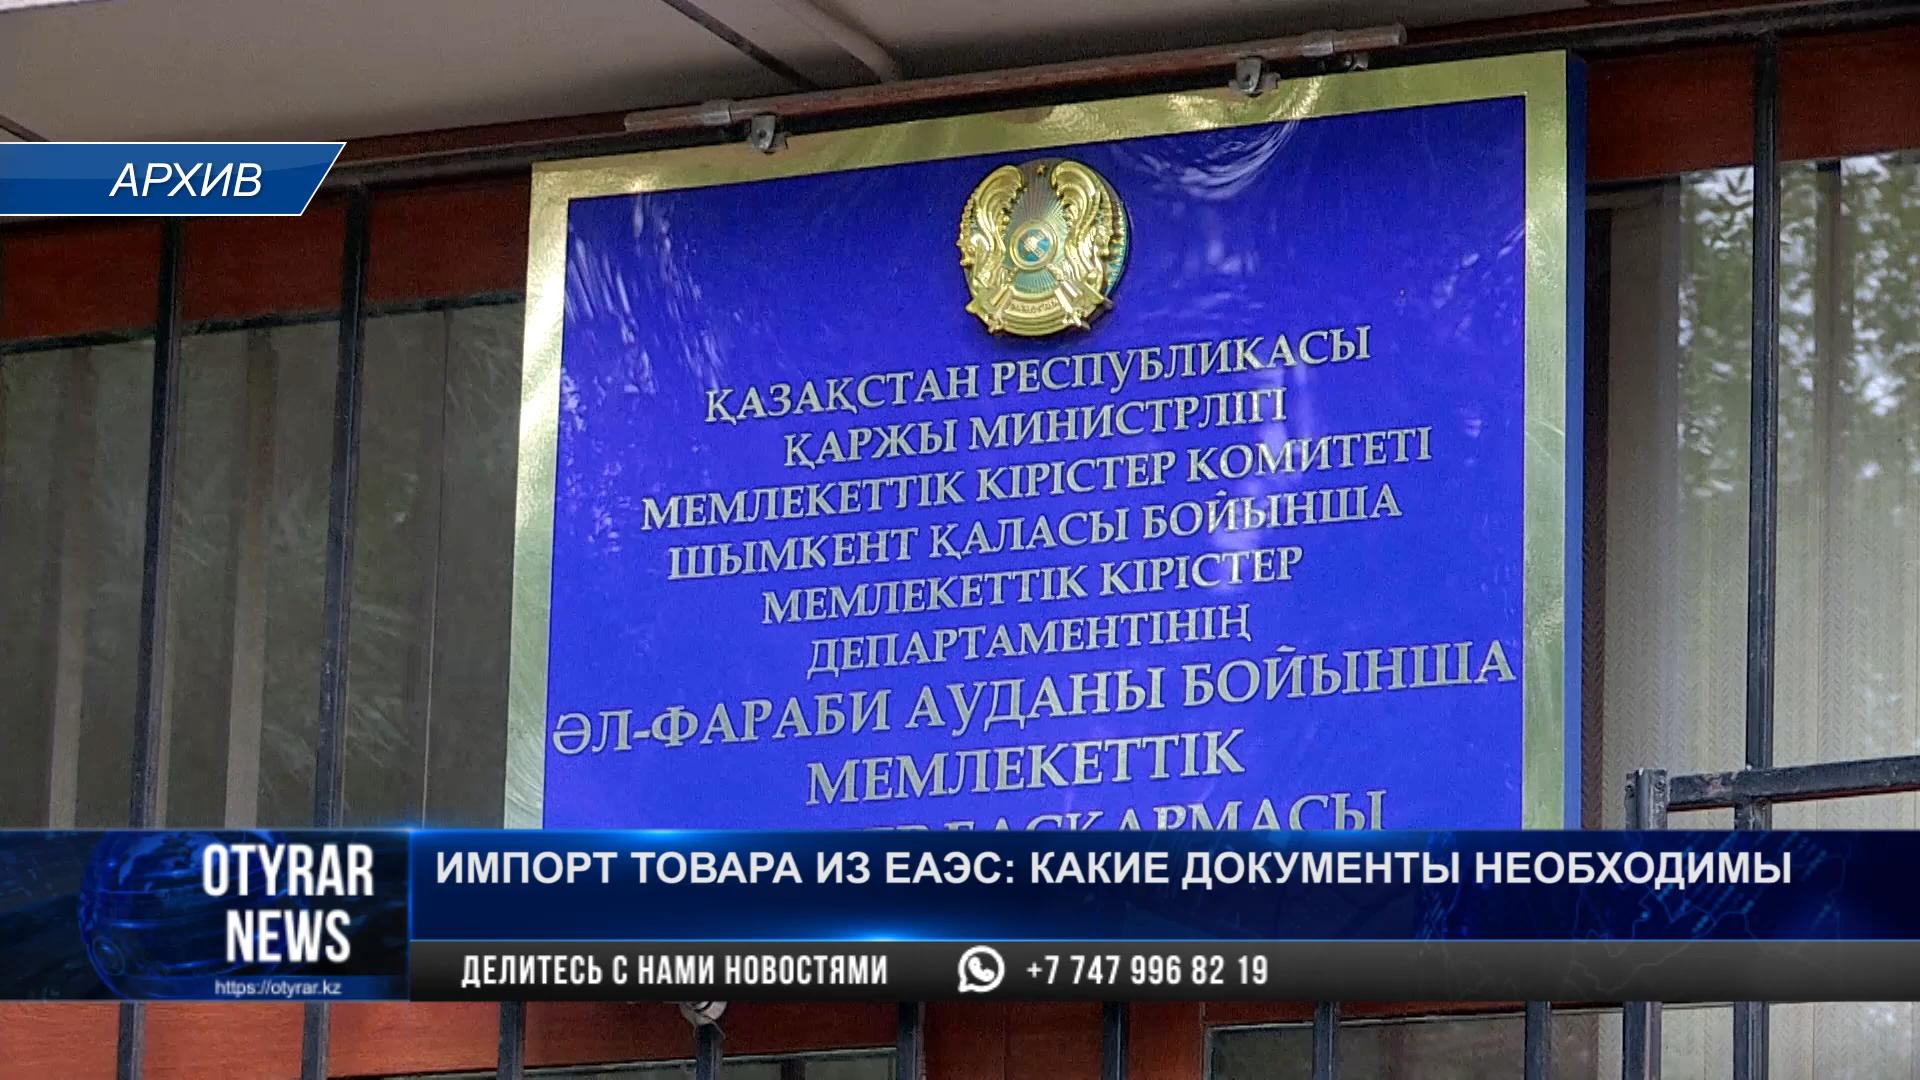 АРХИВ
ҚАЗАҚСТАН РЕСПУБЛИКАСЫ
ҚАРЖЫ МИНИСТРЛІГІ
МЕМЛЕКЕТТІК КІРІСТЕР КОМИТЕТІ
ШЫМКЕНТ ҚАЛАСЫ БОЙЫНША
МЕМЛЕКЕТТІК КІРІСТЕР
ДЕПАРТАМЕНТІНІҢ
ӘЛ-ФАРАБИ АУДАНЫ БОЙЫНША
МЕМЛЕКЕТТІК
OTYRAR
NEWS
https://otyrar.kz
ИМПОРТ ТОВАРА ИЗ ЕАЭС: КАКИЕ ДОКУМЕНТЫ НЕОБХОДИМЫ
ДЕЛИТЕСЬ С НАМИ НОВОСТЯМИ
+7 747 996 82 19